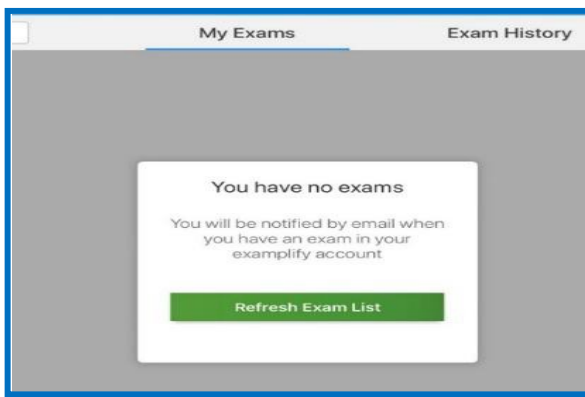 My Exams
Exam History
You have no exams
You will be notified by email when
you have an exam in your
examplify account
Refresh Exam List